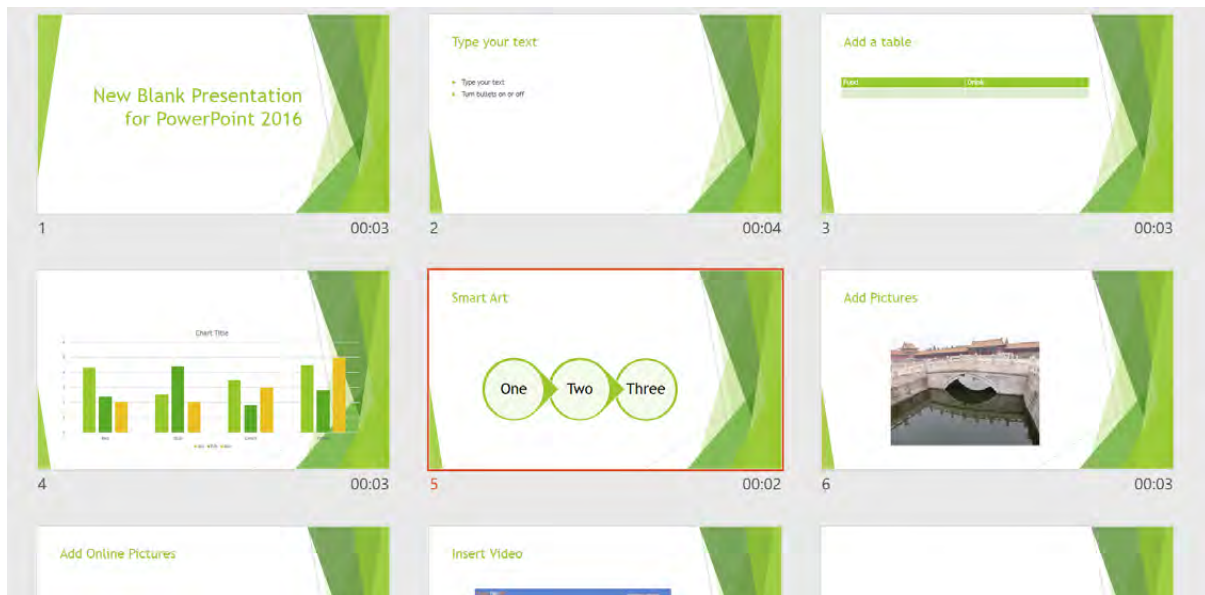 New Blank Presentation
for PowerPoint 2016
1 00:03
Type your text
Type your text
Turn bullets on or off
2 00:04
Add a table
3 00:03
Chart Title
4 00:03
Smart Art
One Two Three
5 00:02
Add Pictures
6 00:03
Add Online Pictures
Insert Video